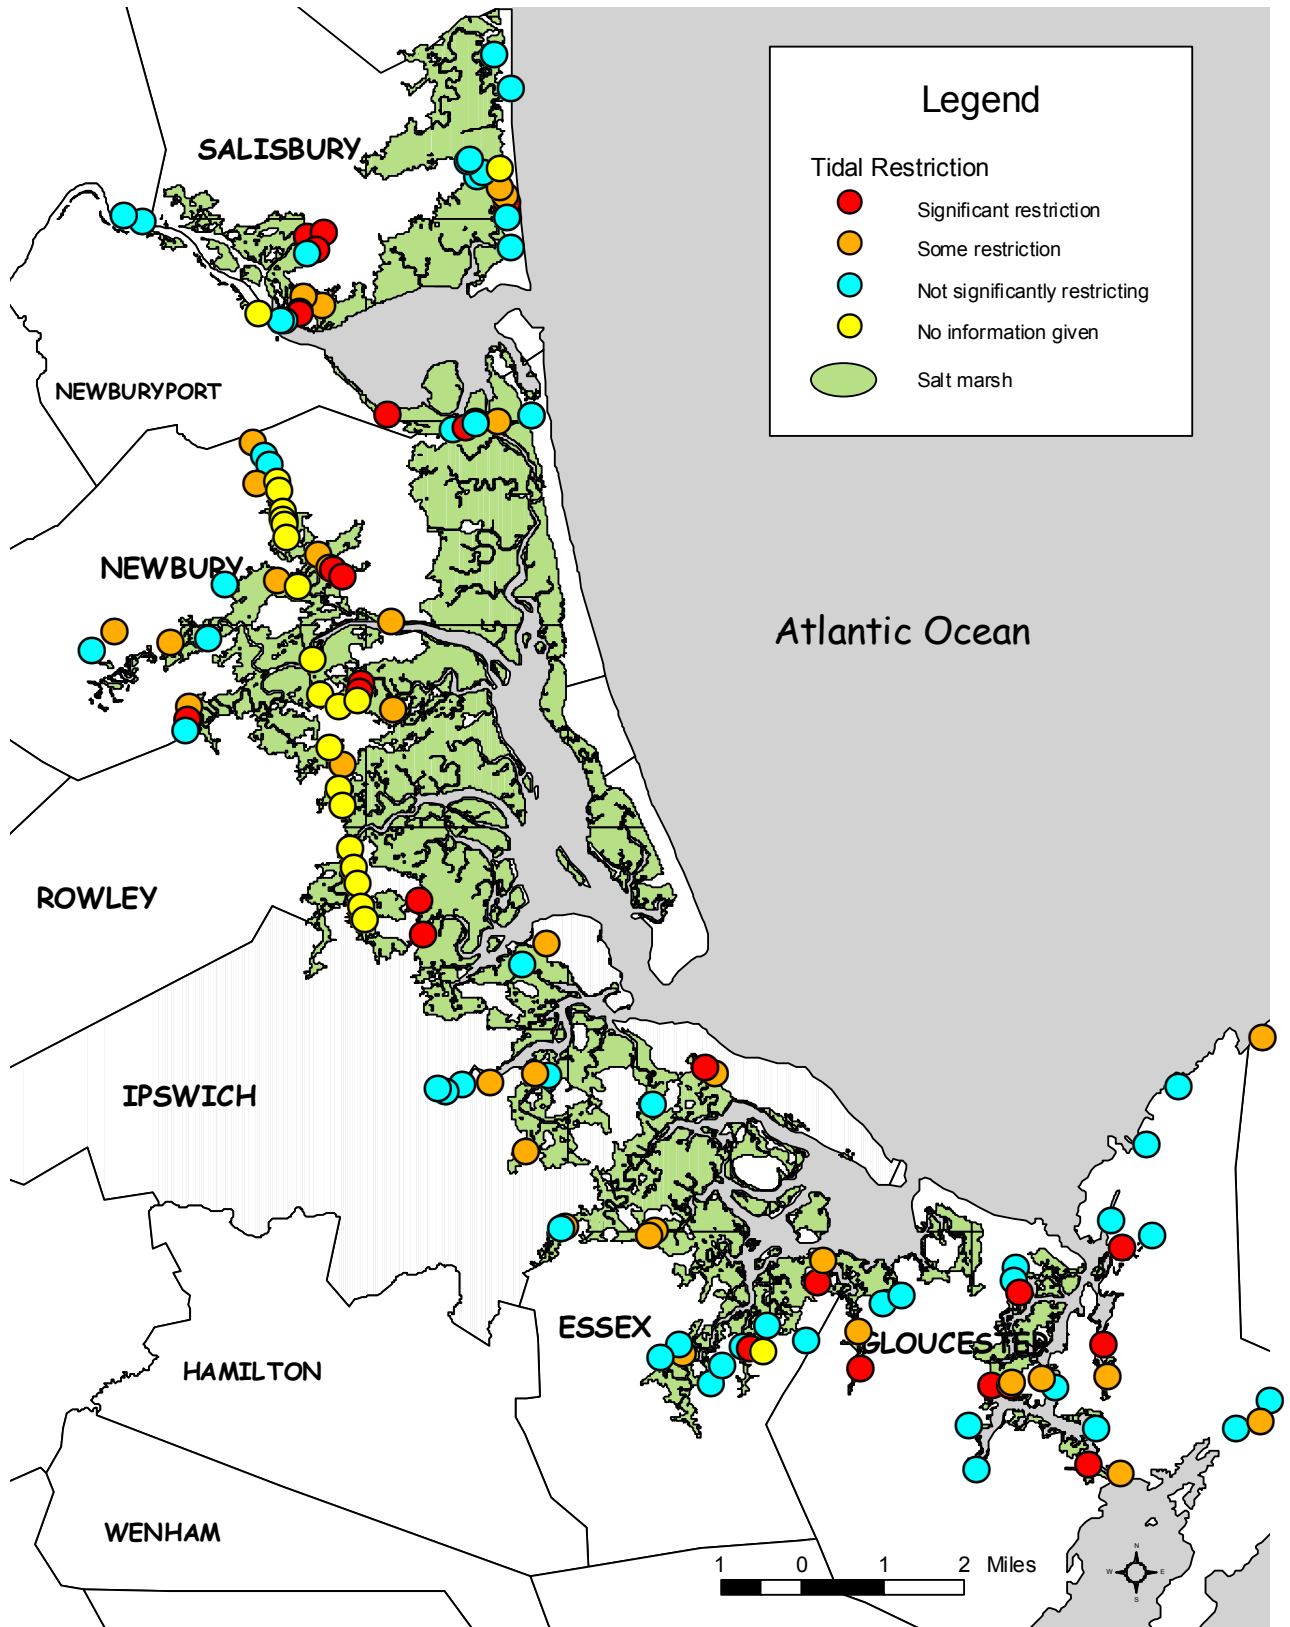 Legend
SALISBURY
Tidal Restriction
Significant restriction
Some restriction
Not significantly restricting
No information given
Salt marsh
NEWBURYPORT
NEWBURY
Atlantic Ocean
ROWLEY
IPSWICH
ESSEX
GLOUCESTER
HAMILTON
WENHAM
1 0 1 2 Miles
N
W E
S